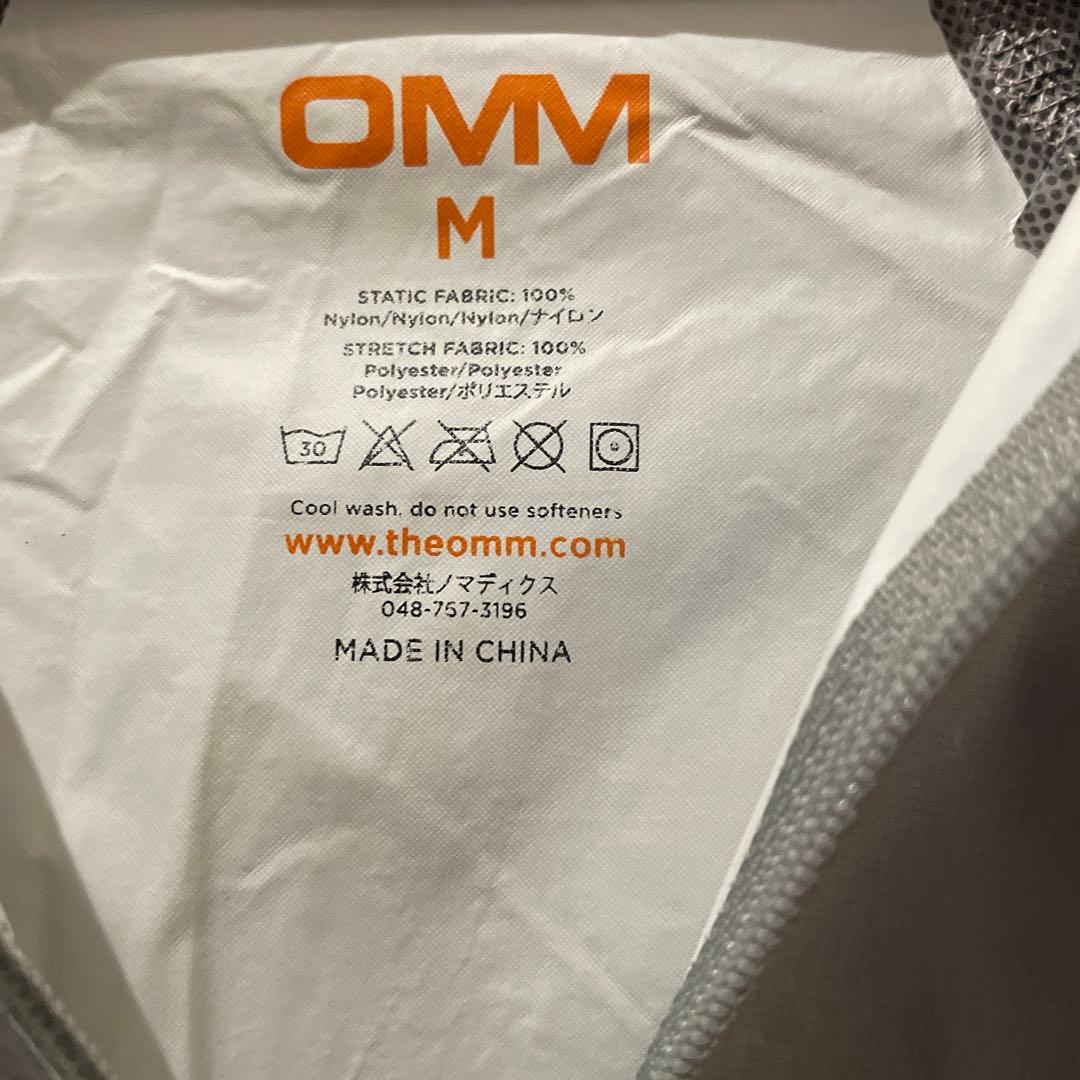 OMM
M
STATIC FABRIC: 100%
Nylon/Nylon/Nylon/ナイロン
STRETCH FABRIC: 100%
Polyester/Polyester
Polyester/ポリエステル
30
Cool wash, do not use softeners
www.theomm.com
株式会社ノマディクス
048-757-3196
MADE IN CHINA